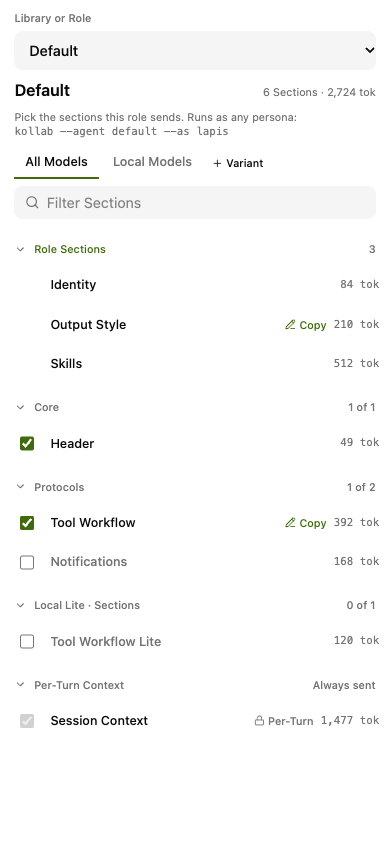 Library or Role
Default
Default
6 Sections · 2,724 tok
Pick the sections this role sends. Runs as any persona:
kollab --agent default --as lapis
All Models
Local Models
+ Variant
Filter Sections
Role Sections
3
Identity
84 tok
Output Style
Copy
210 tok
Skills
512 tok
Core
1 of 1
Header
49 tok
Protocols
1 of 2
Tool Workflow
Copy
392 tok
Notifications
168 tok
Local Lite · Sections
0 of 1
Tool Workflow Lite
120 tok
Per-Turn Context
Always sent
Session Context
Per-Turn
1,477 tok